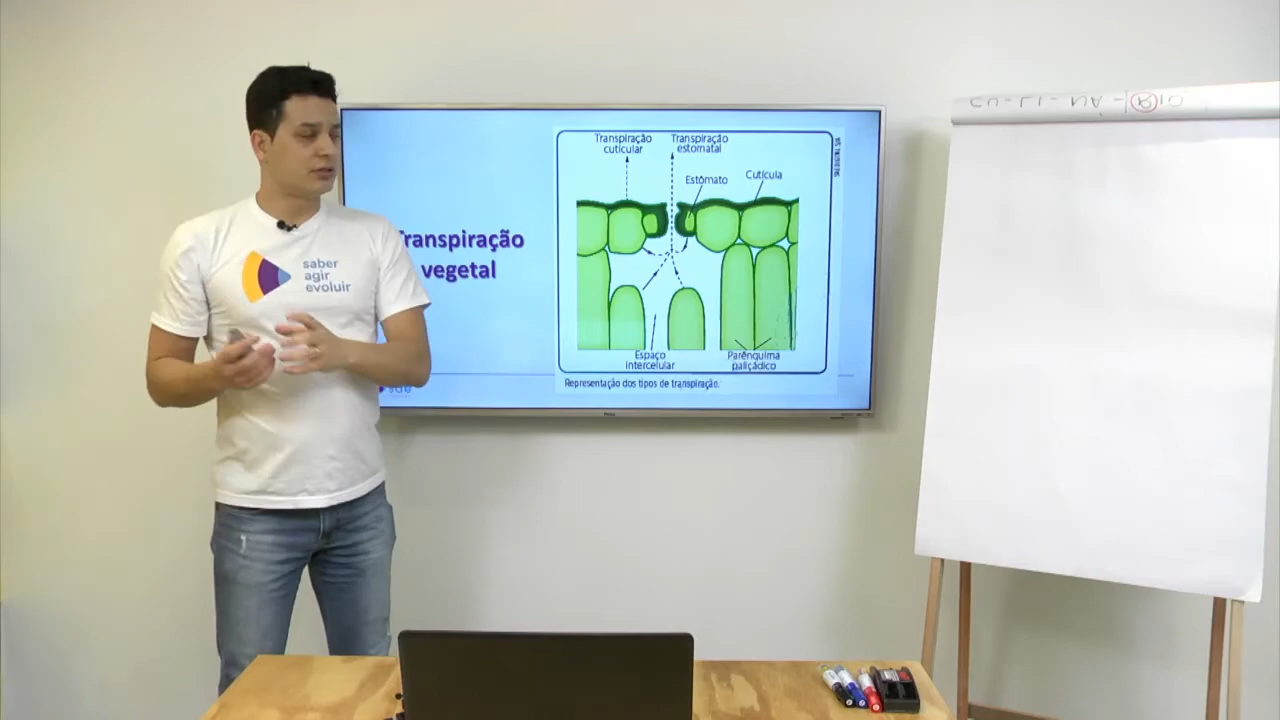 saber
agir
evoluir
Transpiração
vegetal
Transpiração
cuticular
Transpiração
estomatal
Estômato
Cutícula
Espaço
intercelular
Parênquima
paliçádico
Representação dos tipos de transpiração.